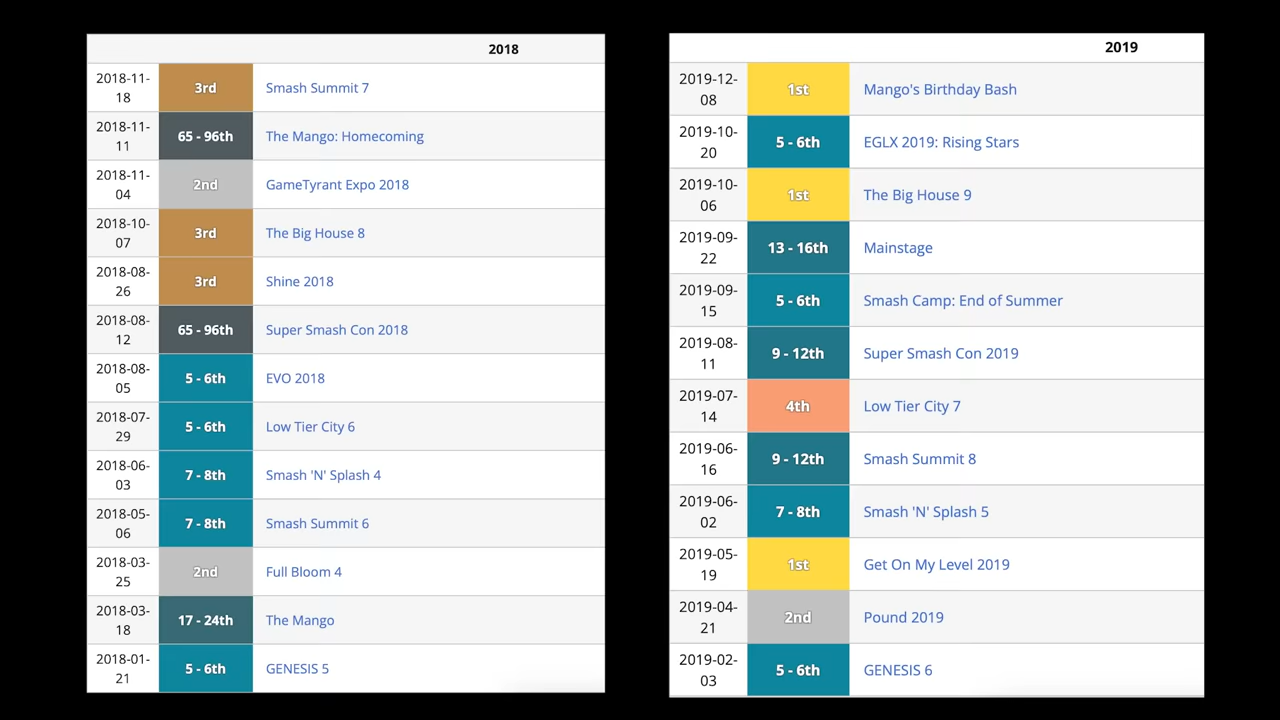 2018
2018-11-
18
3rd
Smash Summit 7
2018-11-
11
65 - 96th
The Mango: Homecoming
2018-11-
04
2nd
GameTyrant Expo 2018
2018-10-
07
3rd
The Big House 8
2018-08-
26
3rd
Shine 2018
2018-08-
12
65 - 96th
Super Smash Con 2018
2018-08-
05
5 - 6th
EVO 2018
2018-07-
29
5 - 6th
Low Tier City 6
2018-06-
03
7 - 8th
Smash 'N' Splash 4
2018-05-
06
7 - 8th
Smash Summit 6
2018-03-
25
2nd
Full Bloom 4
2018-03-
18
17 - 24th
The Mango
2018-01-
21
5 - 6th
GENESIS 5
2019
2019-12-
08
1st
Mango's Birthday Bash
2019-10-
20
5 - 6th
EGLX 2019: Rising Stars
2019-10-
06
1st
The Big House 9
2019-09-
22
13 - 16th
Mainstage
2019-09-
15
5 - 6th
Smash Camp: End of Summer
2019-08-
11
9 - 12th
Super Smash Con 2019
2019-07-
14
4th
Low Tier City 7
2019-06-
16
9 - 12th
Smash Summit 8
2019-06-
02
7 - 8th
Smash 'N' Splash 5
2019-05-
19
1st
Get On My Level 2019
2019-04-
21
2nd
Pound 2019
2019-02-
03
5 - 6th
GENESIS 6